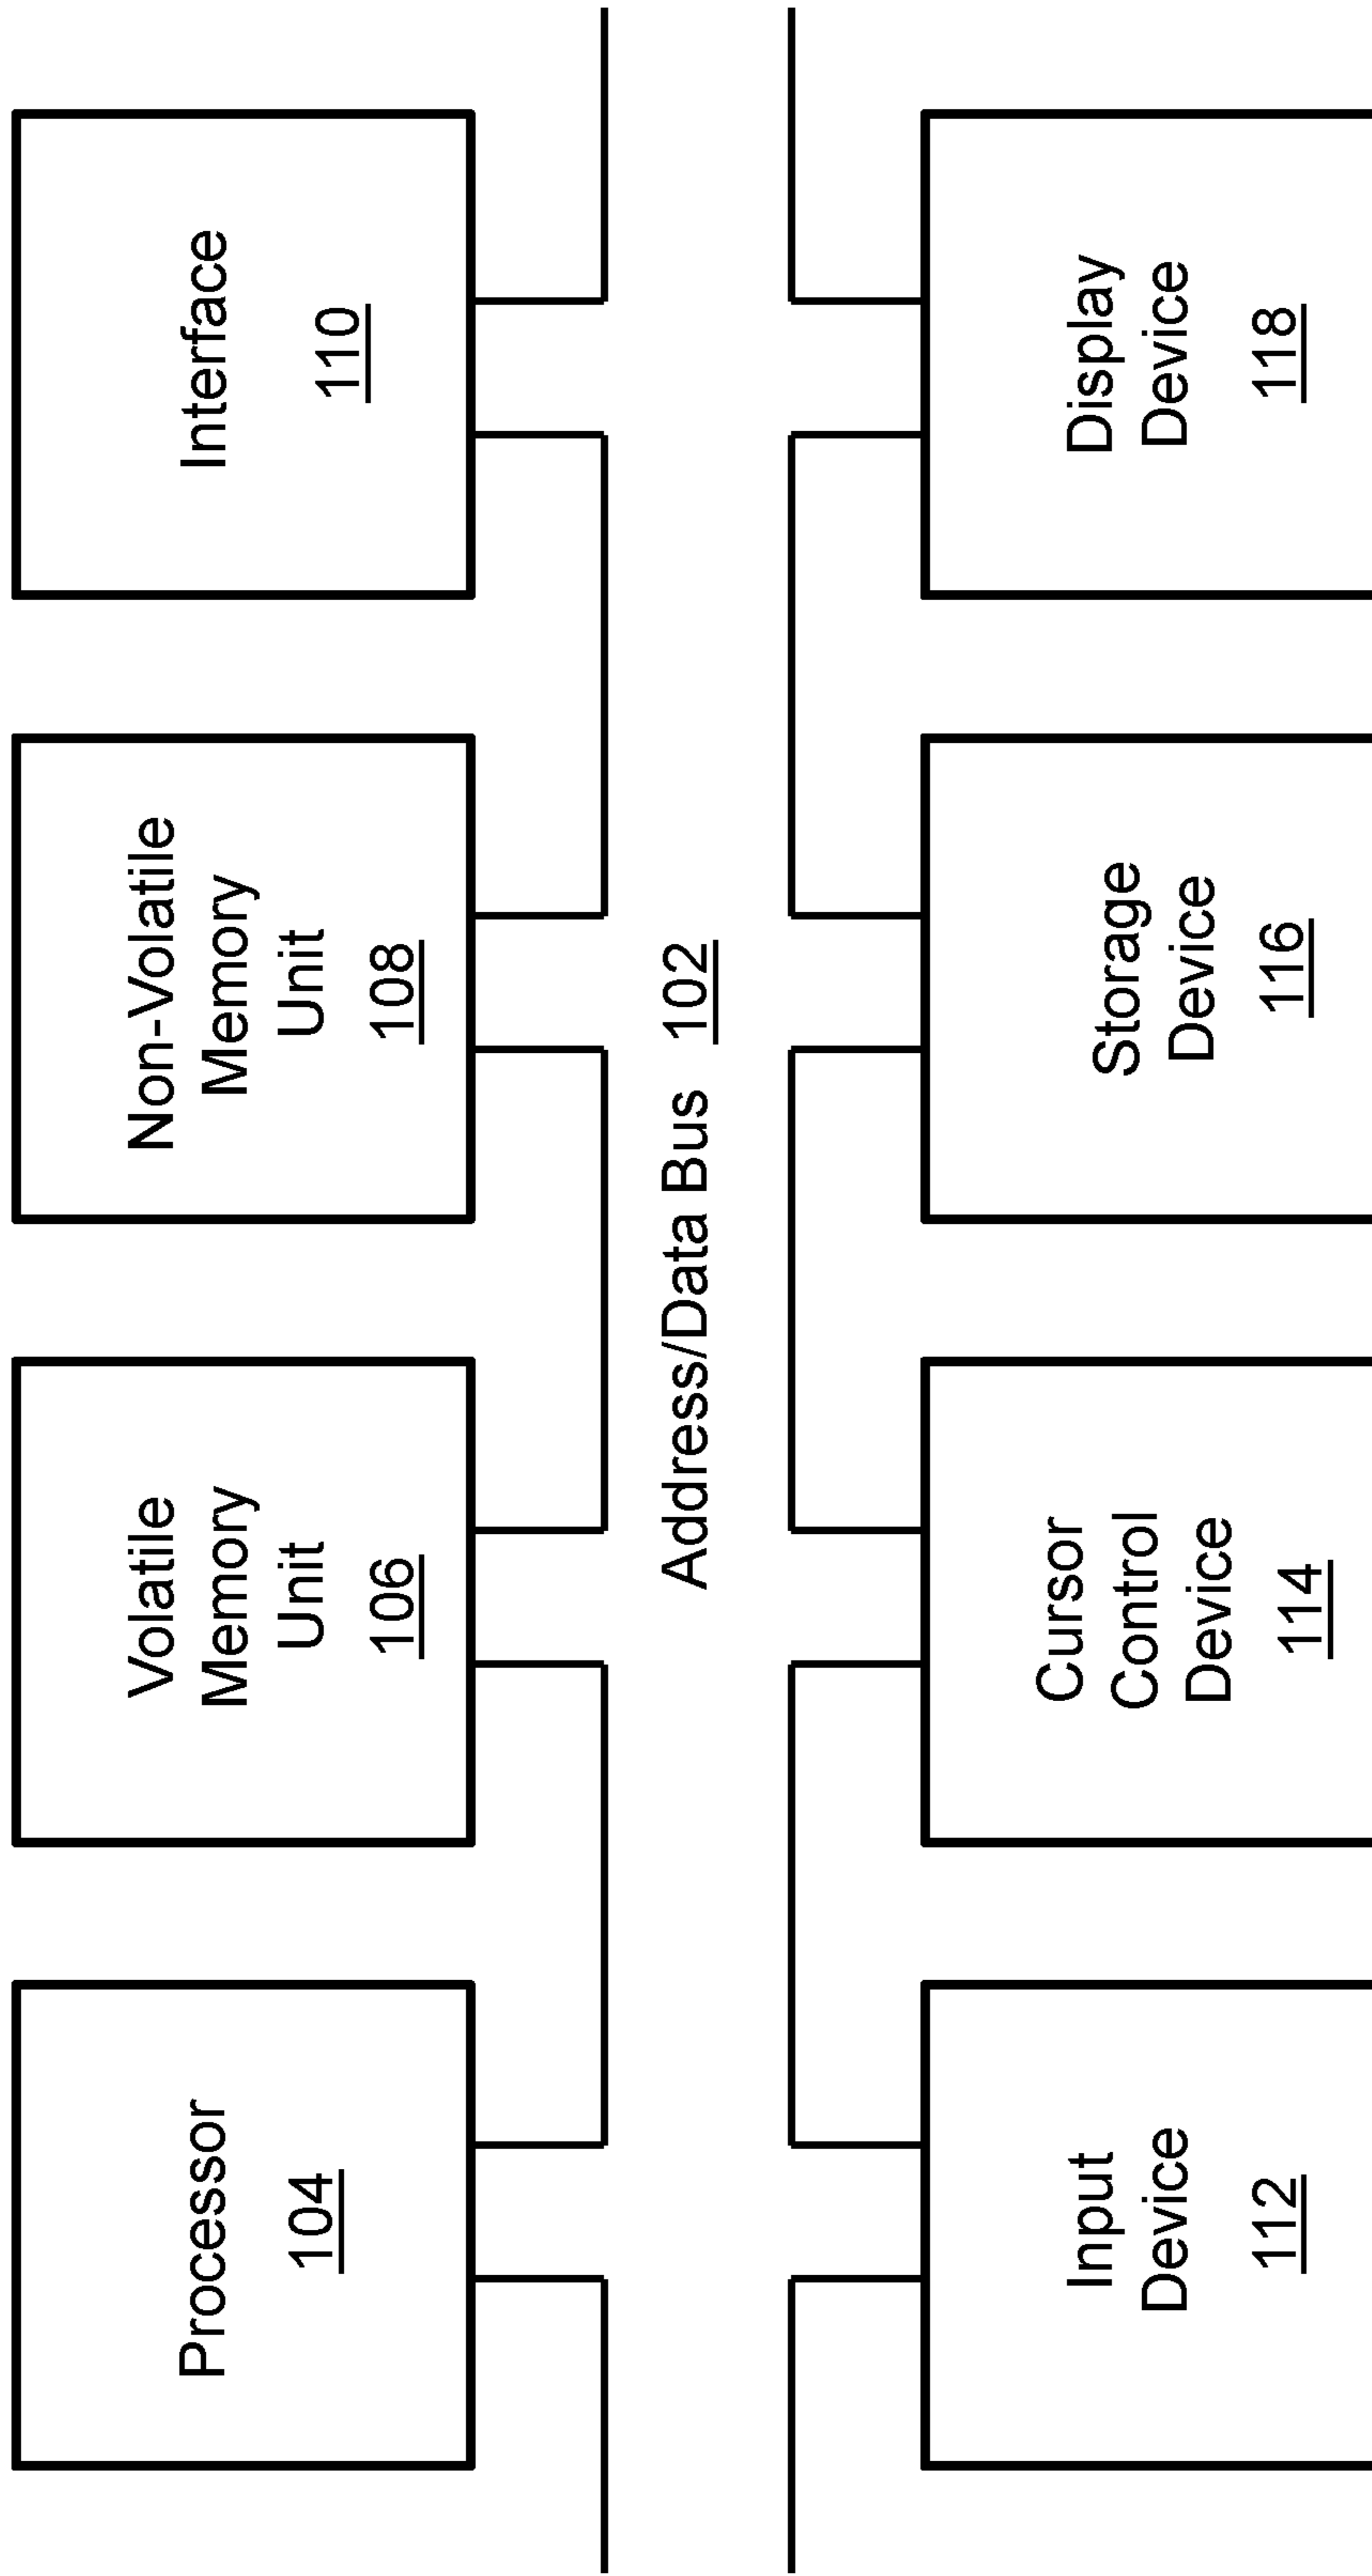 Processor
104
Volatile
Memory
Unit
106
Non-Volatile
Memory
Unit
108
Interface
110
Address/Data Bus 102
Input
Device
112
Cursor
Control
Device
114
Storage
Device
116
Display
Device
118